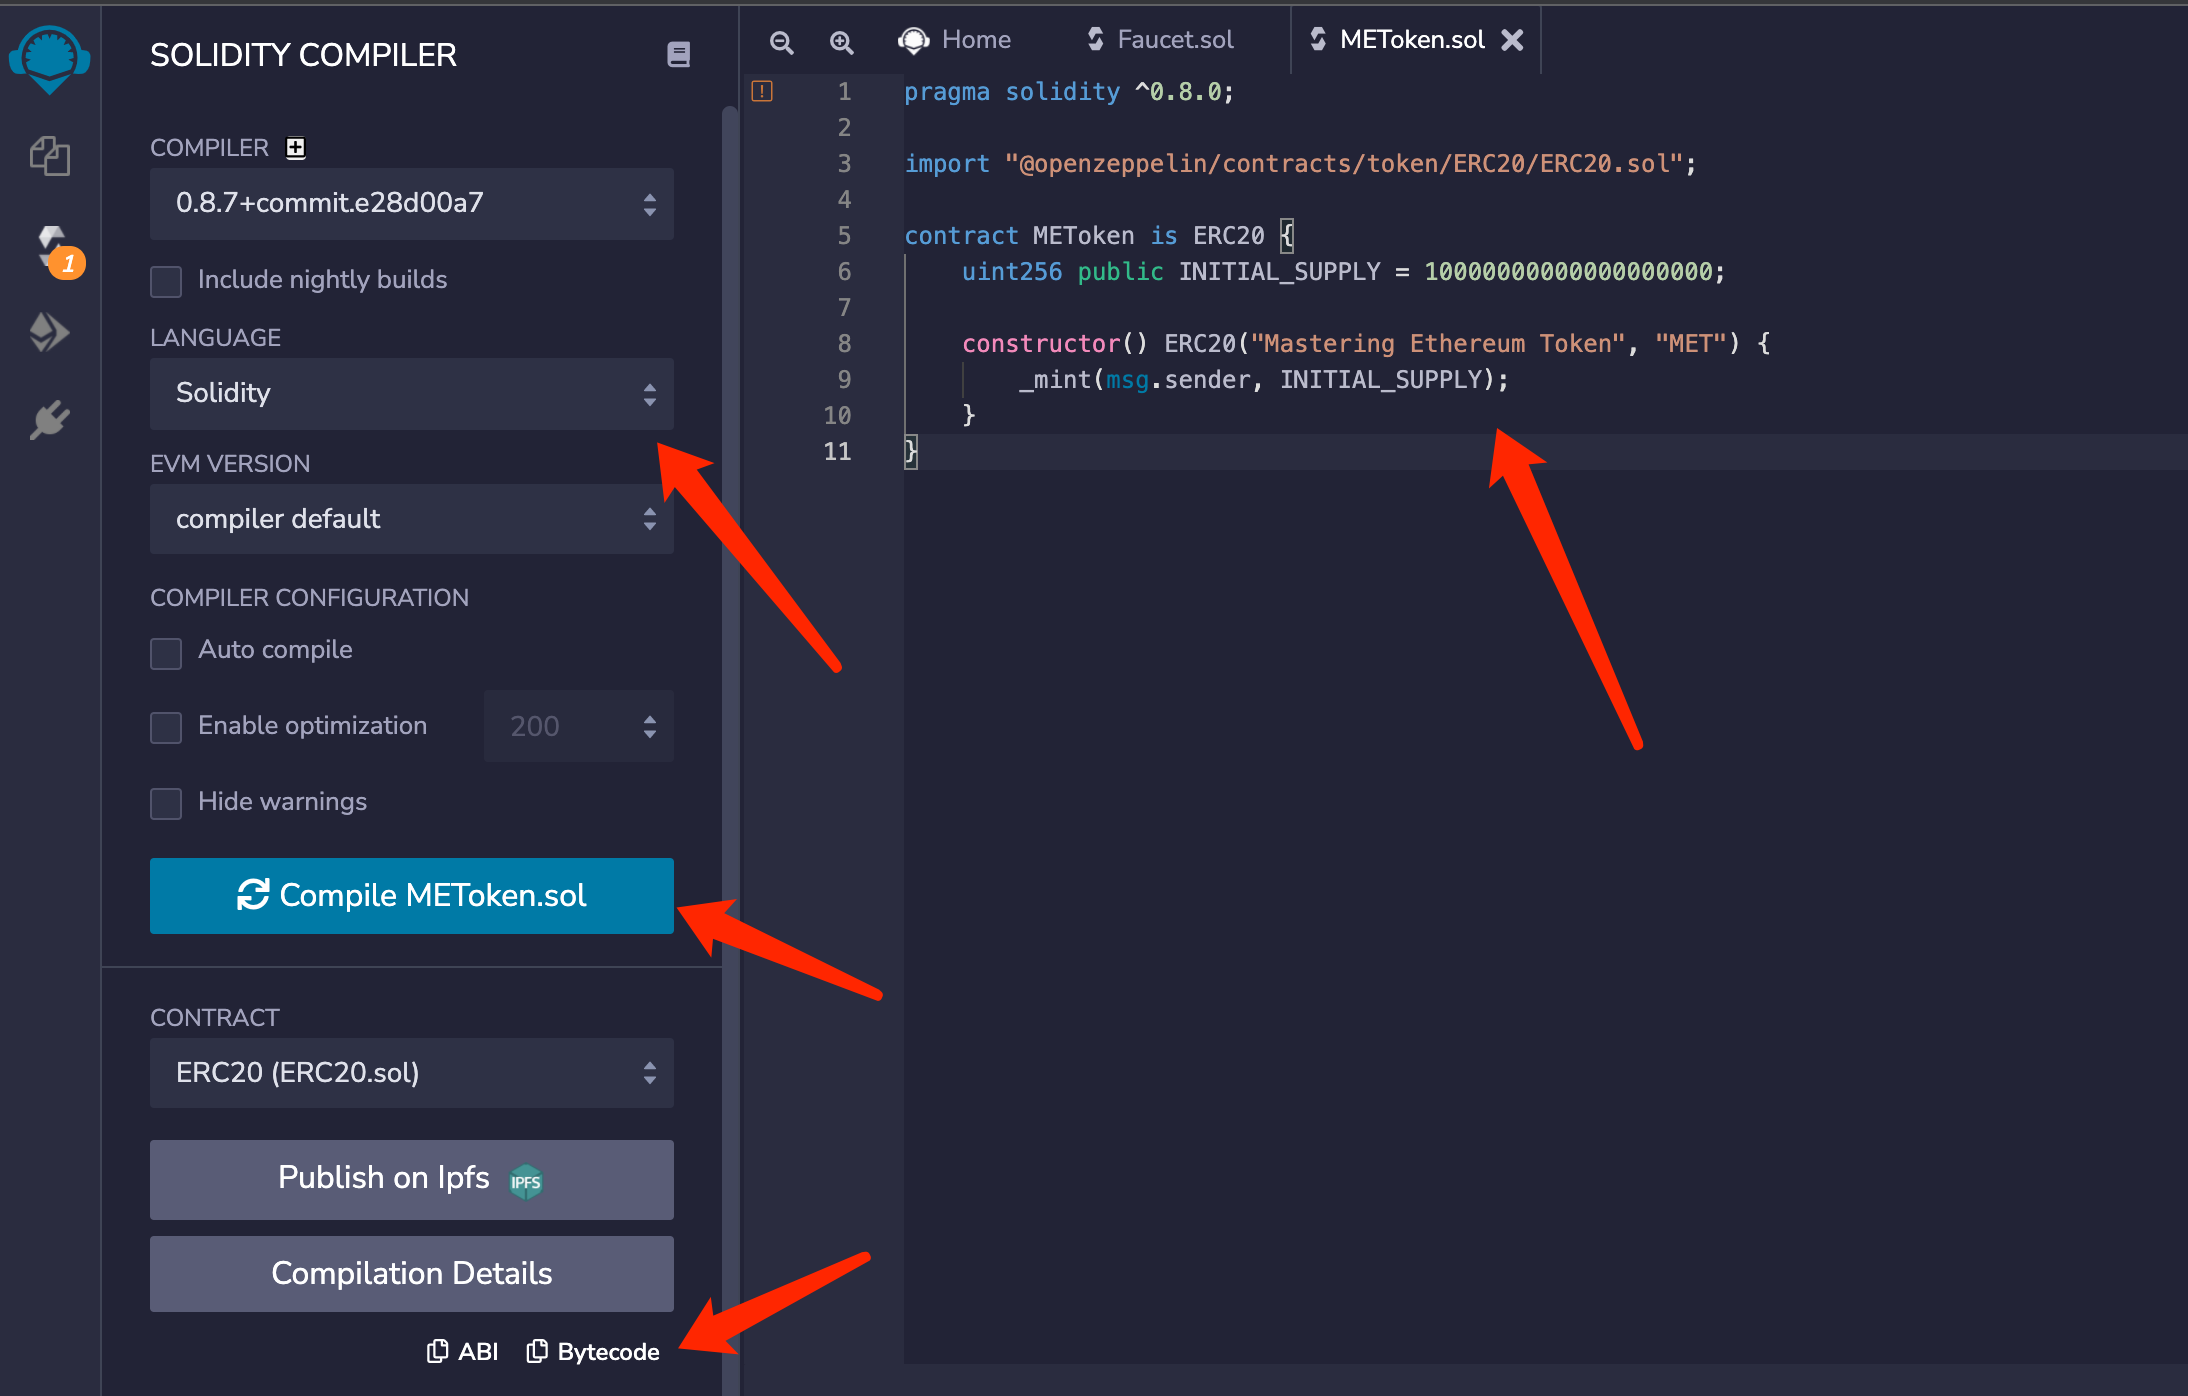 SOLIDITY COMPILER
COMPILER
0.8.7+commit.e28d00a7
1
Include nightly builds
LANGUAGE
Solidity
EVM VERSION
compiler default
COMPILER CONFIGURATION
Auto compile
Enable optimization
200
Hide warnings
Compile METoken.sol
CONTRACT
ERC20 (ERC20.sol)
Publish on Ipfs IPFS
Compilation Details
ABI Bytecode
Home Faucet.sol METoken.sol
! 1 pragma solidity ^0.8.0;
2
3 import "@openzeppelin/contracts/token/ERC20/ERC20.sol";
4
5 contract METoken is ERC20 {
6 uint256 public INITIAL_SUPPLY = 10000000000000000000;
7
8 constructor() ERC20("Mastering Ethereum Token", "MET") {
9 _mint(msg.sender, INITIAL_SUPPLY);
10 }
11 }